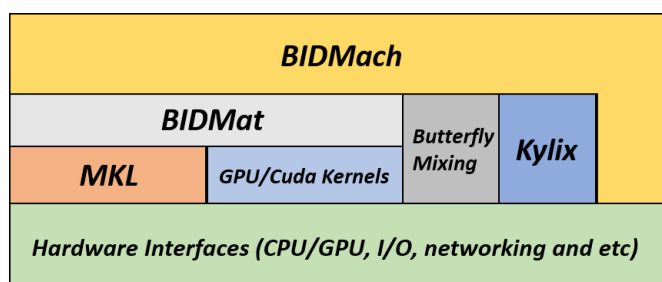 BIDMach
BIDMat
Butterfly
Mixing
Kylix
MKL
GPU/Cuda Kernels
Hardware Interfaces (CPU/GPU, I/O, networking and etc)